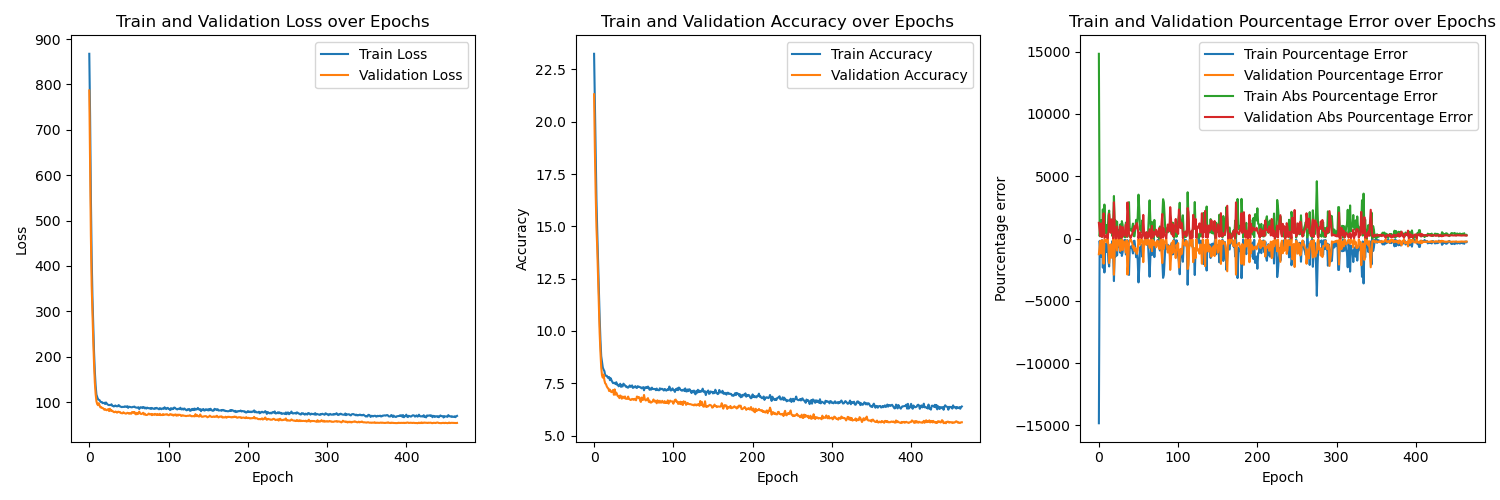 Train and Validation Loss over Epochs
900
800
700
600
500
400
300
200
100
0
100
200
300
400
Loss
Epoch
Train Loss
Validation Loss
Train and Validation Accuracy over Epochs
22.5
20.0
17.5
15.0
12.5
10.0
7.5
5.0
0
100
200
300
400
Accuracy
Epoch
Train Accuracy
Validation Accuracy
Train and Validation Pourcentage Error over Epochs
15000
10000
5000
0
−5000
−10000
−15000
0
100
200
300
400
Pourcentage error
Epoch
Train Pourcentage Error
Validation Pourcentage Error
Train Abs Pourcentage Error
Validation Abs Pourcentage Error